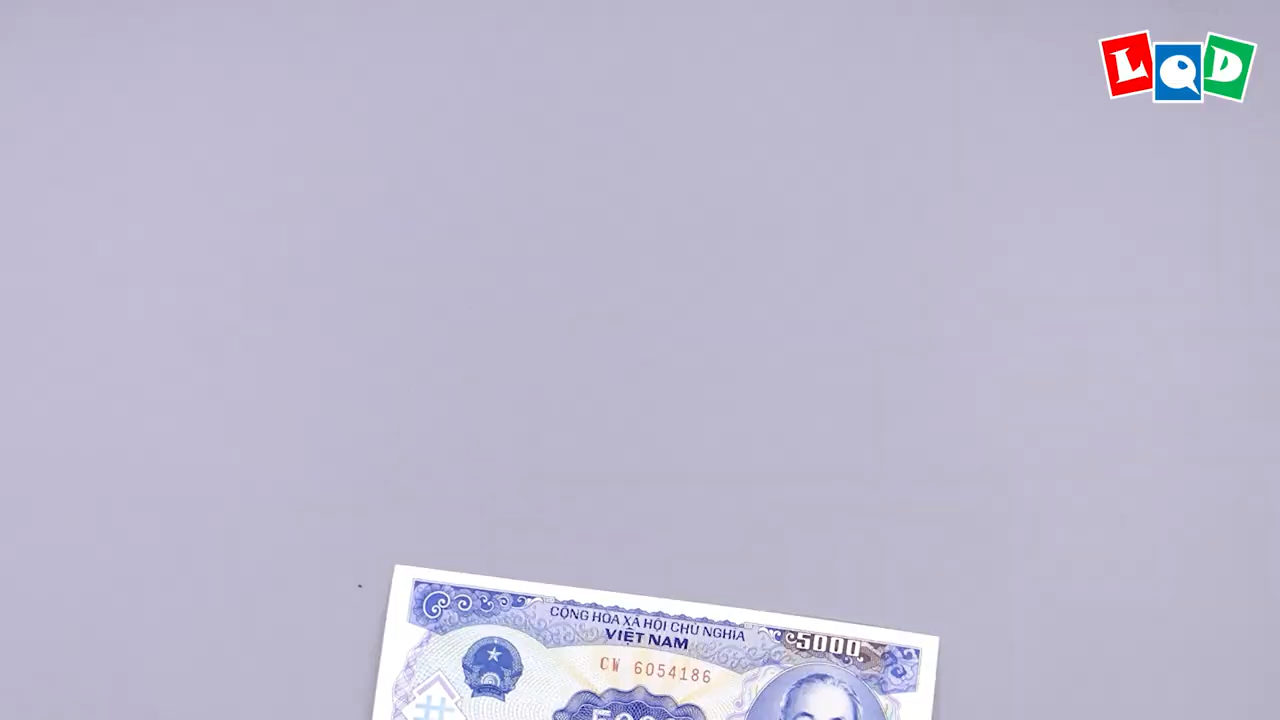 LQD
CỘNG HÒA XÃ HỘI CHỦ NGHĨA
VIỆT NAM
5000
CW 6054186